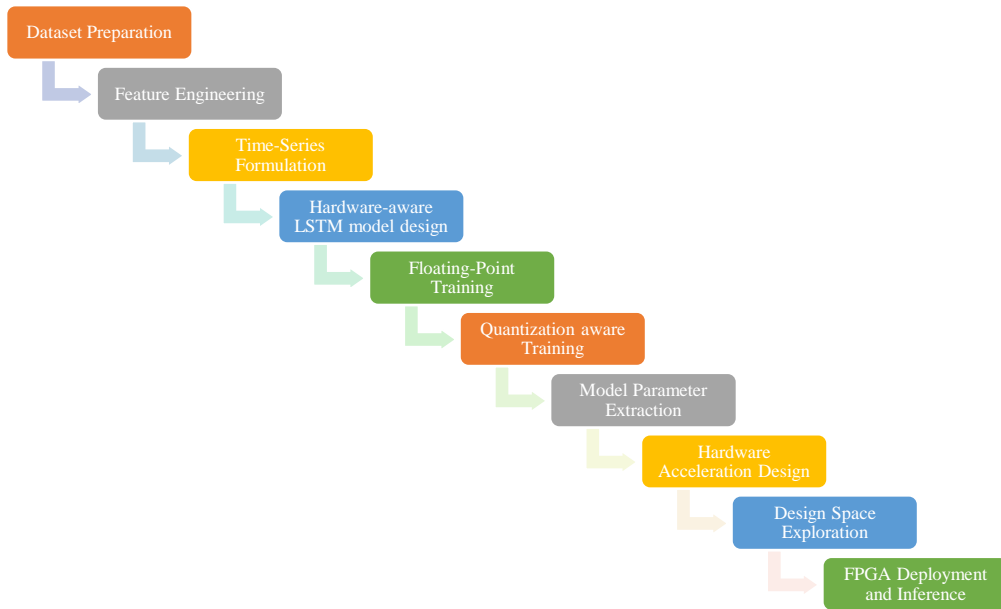 Dataset Preparation
Feature Engineering
Time-Series
Formulation
Hardware-aware
LSTM model design
Floating-Point
Training
Quantization aware
Training
Model Parameter
Extraction
Hardware
Acceleration Design
Design Space
Exploration
FPGA Deployment
and Inference